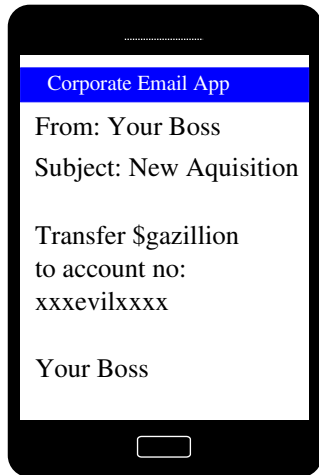 Corporate Email App
From: Your Boss
Subject: New Aquisition
Transfer $gazillion
to account no:
xxxevilxxxx
Your Boss